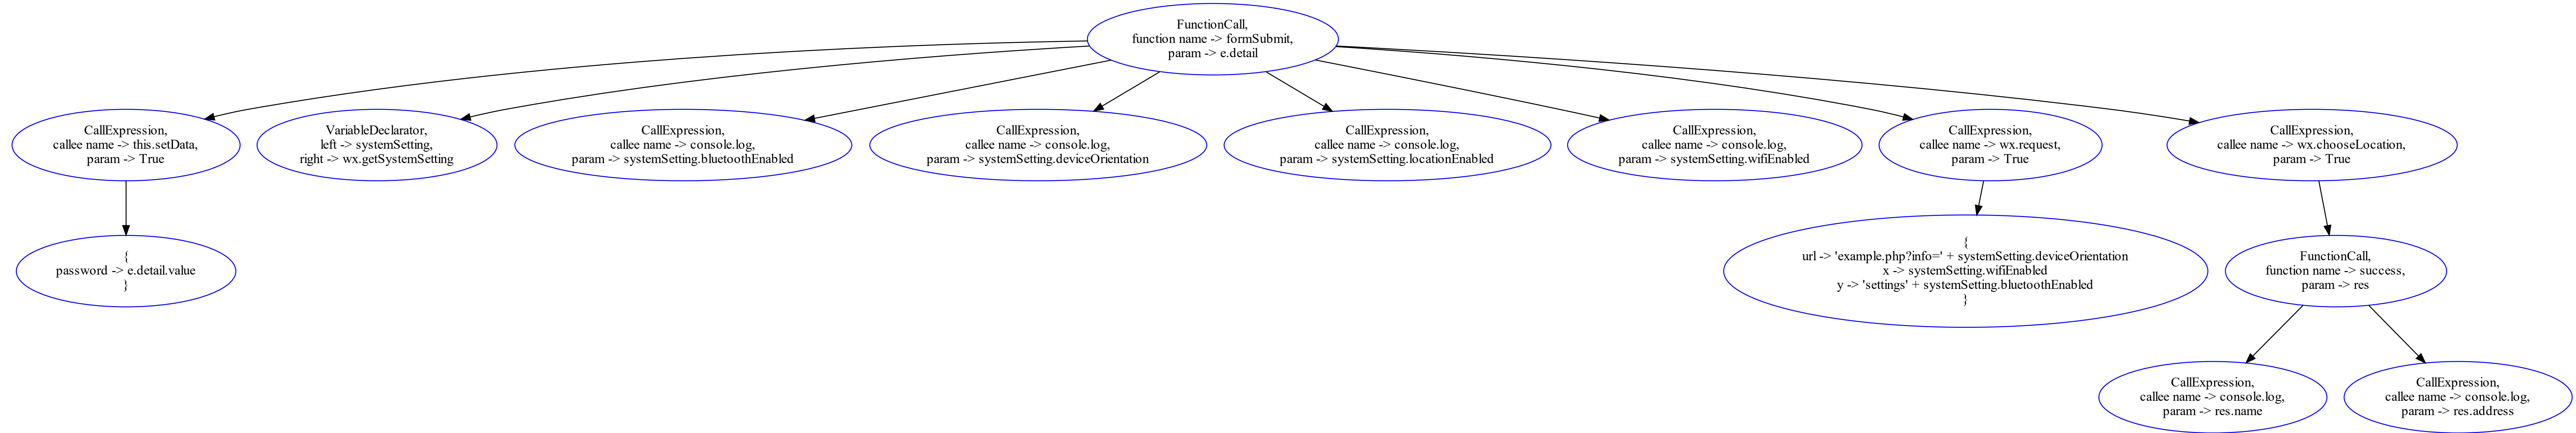 FunctionCall,
function name -> formSubmit,
param -> e.detail
CallExpression,
callee name -> this.setData,
param -> True
VariableDeclarator,
left -> systemSetting,
right -> wx.getSystemSetting
CallExpression,
callee name -> console.log,
param -> systemSetting.bluetoothEnabled
CallExpression,
callee name -> console.log,
param -> systemSetting.deviceOrientation
CallExpression,
callee name -> console.log,
param -> systemSetting.locationEnabled
CallExpression,
callee name -> console.log,
param -> systemSetting.wifiEnabled
CallExpression,
callee name -> wx.request,
param -> True
CallExpression,
callee name -> wx.chooseLocation,
param -> True
{
password -> e.detail.value
}
{
url -> 'example.php?info=' + systemSetting.deviceOrientation
x -> systemSetting.wifiEnabled
y -> 'settings' + systemSetting.bluetoothEnabled
}
FunctionCall,
function name -> success,
param -> res
CallExpression,
callee name -> console.log,
param -> res.name
CallExpression,
callee name -> console.log,
param -> res.address